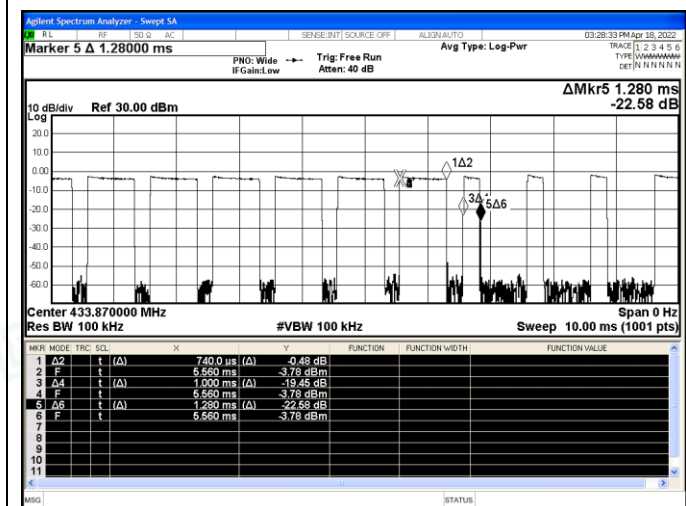 Agilent Spectrum Analyzer - Swept SA
LXI RL RF 50 Ω AC SENSE:INT SOURCE OFF ALIGN AUTO 03:28:33 PM Apr 18, 2022
Marker 5 Δ 1.28000 ms Avg Type: Log-Pwr TRACE 1 2 3 4 5 6
PNO: Wide Trig: Free Run TYPE WWWWWW
IFGain:Low Atten: 40 dB DET N N N N N N
ΔMkr5 1.280 ms
10 dB/div Ref 30.00 dBm -22.58 dB
Log
20.0
10.0
0.00
1Δ2
-10.0
-20.0
5Δ6
-30.0
-40.0
-50.0
-60.0
Center 433.870000 MHz Span 0 Hz
Res BW 100 kHz #VBW 100 kHz Sweep 10.00 ms (1001 pts)
MKR MODE TRC SCL X Y FUNCTION FUNCTION WIDTH FUNCTION VALUE
1 Δ2 t (Δ) 740.0 µs (Δ) -0.48 dB
2 F t 5.560 ms -3.78 dBm
3 Δ4 t (Δ) 1.000 ms (Δ) -19.45 dB
4 F t 5.560 ms -3.78 dBm
5 Δ6 t (Δ) 1.280 ms (Δ) -22.58 dB
6 F t 5.560 ms -3.78 dBm
7
8
9
10
11
MSG STATUS